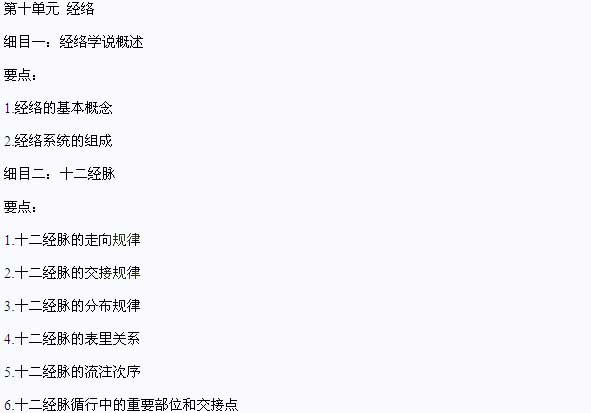 第十单元 经络
细目一：经络学说概述
要点：
1.经络的基本概念
2.经络系统的组成
细目二：十二经脉
要点：
1.十二经脉的走向规律
2.十二经脉的交接规律
3.十二经脉的分布规律
4.十二经脉的表里关系
5.十二经脉的流注次序
6.十二经脉循行中的重要部位和交接点